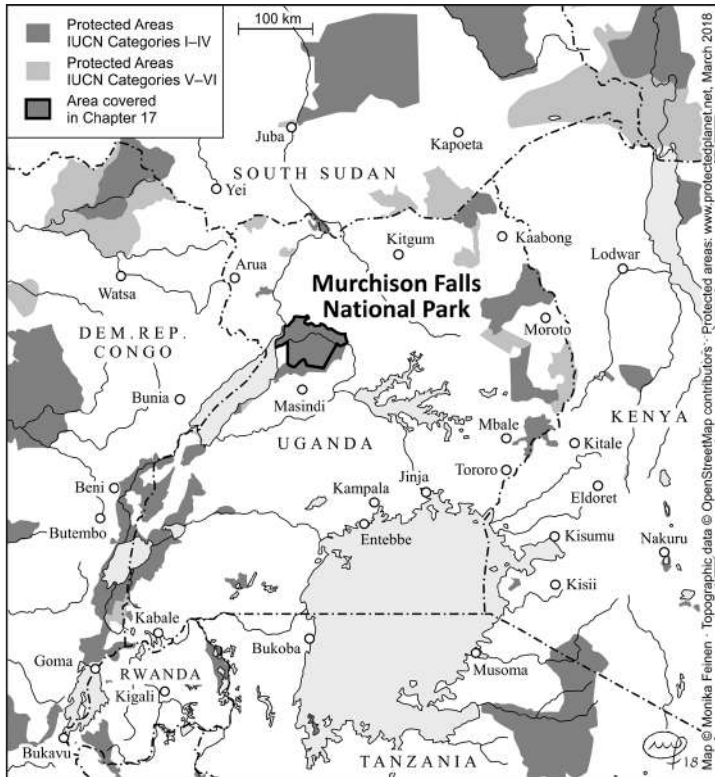 Protected Areas
IUCN Categories I–IV
Protected Areas
IUCN Categories V–VI
Area covered
in Chapter 17
100 km
Juba
Kapoeta
SOUTH SUDAN
Yei
Kitgum
Kaabong
Arua
Lodwar
Watsa
Murchison Falls
National Park
Moroto
DEM. REP.
CONGO
Masindi
Bunia
KENYA
UGANDA
Mbale
Kitale
Tororo
Beni
Jinja
Eldoret
Kampala
Butembo
Entebbe
Kisumu
Nakuru
Kisii
Kabale
Bukoba
Musoma
Goma
RWANDA
Kigali
Bukavu
TANZANIA
18
Map © Monika Feinen · Topographic data © OpenStreetMap contributors · Protected areas: www.protectedplanet.net, March 2018